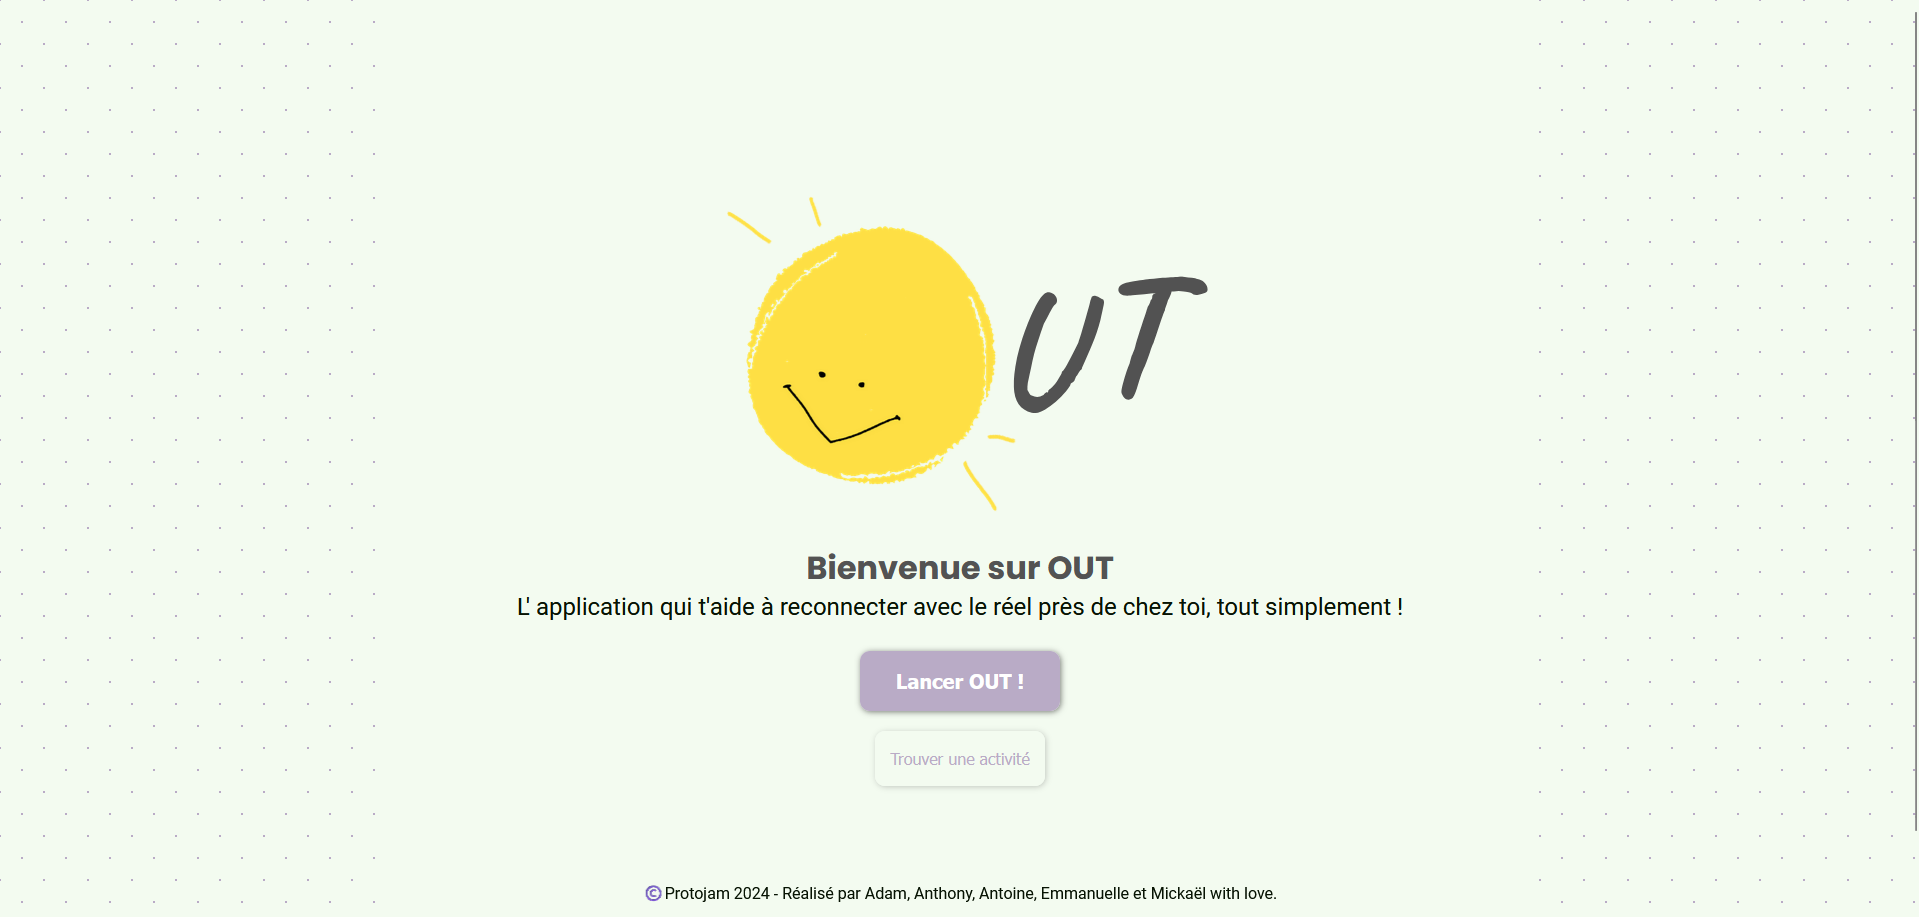 OUT
Bienvenue sur OUT
L' application qui t'aide à reconnecter avec le réel près de chez toi, tout simplement !
Lancer OUT !
Trouver une activité
© Protojam 2024 - Réalisé par Adam, Anthony, Antoine, Emmanuelle et Mickaël with love.